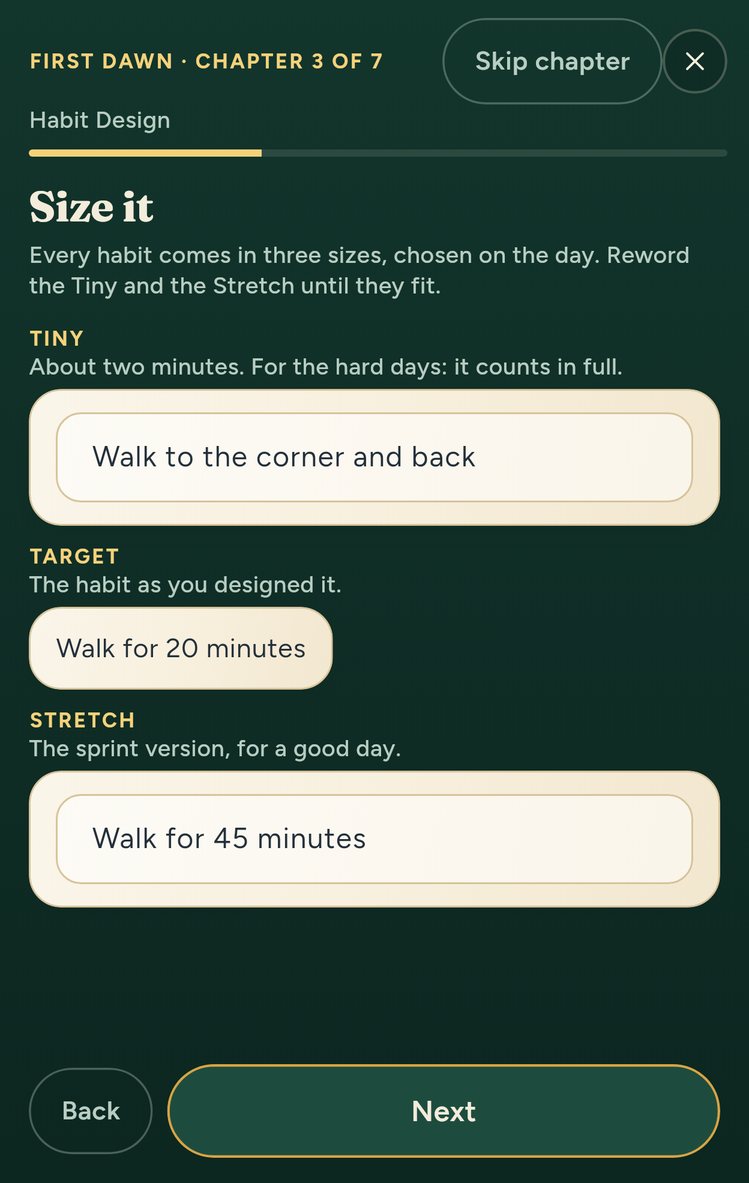 FIRST DAWN · CHAPTER 3 OF 7
Skip chapter
Habit Design
Size it
Every habit comes in three sizes, chosen on the day. Reword
the Tiny and the Stretch until they fit.
TINY
About two minutes. For the hard days: it counts in full.
Walk to the corner and back
TARGET
The habit as you designed it.
Walk for 20 minutes
STRETCH
The sprint version, for a good day.
Walk for 45 minutes
Back
Next